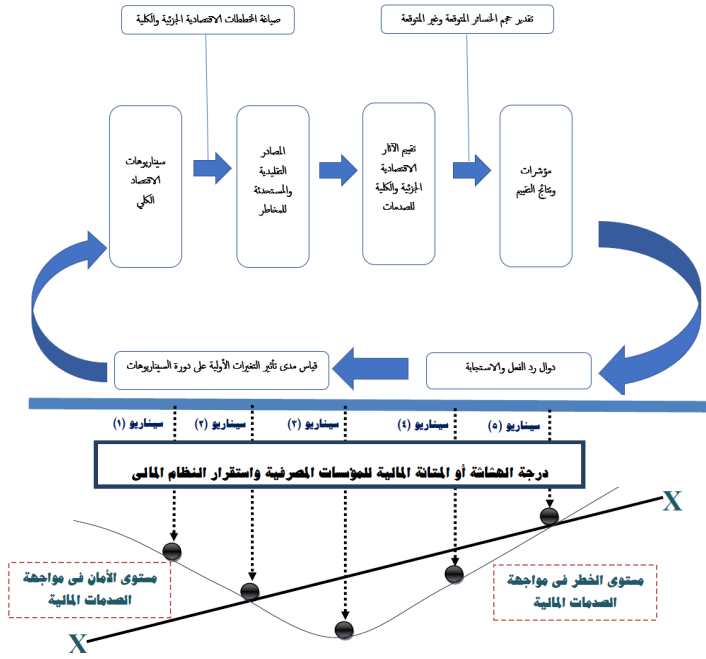 صياغة المخططات الاقتصادية الجزئية والكلية
تقدير حجم الخسائر المتوقعة وغير المتوقعة
سيناريوهات
الاقتصاد
الكلي
المصادر
التقليدية
والمستحدثة
للمخاطر
تقييم الآثار
الاقتصادية
الجزئية والكلية
للصدمات
مؤشرات
ونتائج التقييم
دوال رد الفعل والاستجابة
قياس مدى تأثير التغيرات الأولية على دورة السيناريوهات
سيناريو (١)
سيناريو (٢)
سيناريو (٣)
سيناريو (٤)
سيناريو (٥)
درجة الهشاشة أو المتانة المالية للمؤسسات المصرفية واستقرار النظام المالى
X
مستوى الأمان فى مواجهة
الصدمات المالية
مستوى الخطر فى مواجهة
الصدمات المالية
X